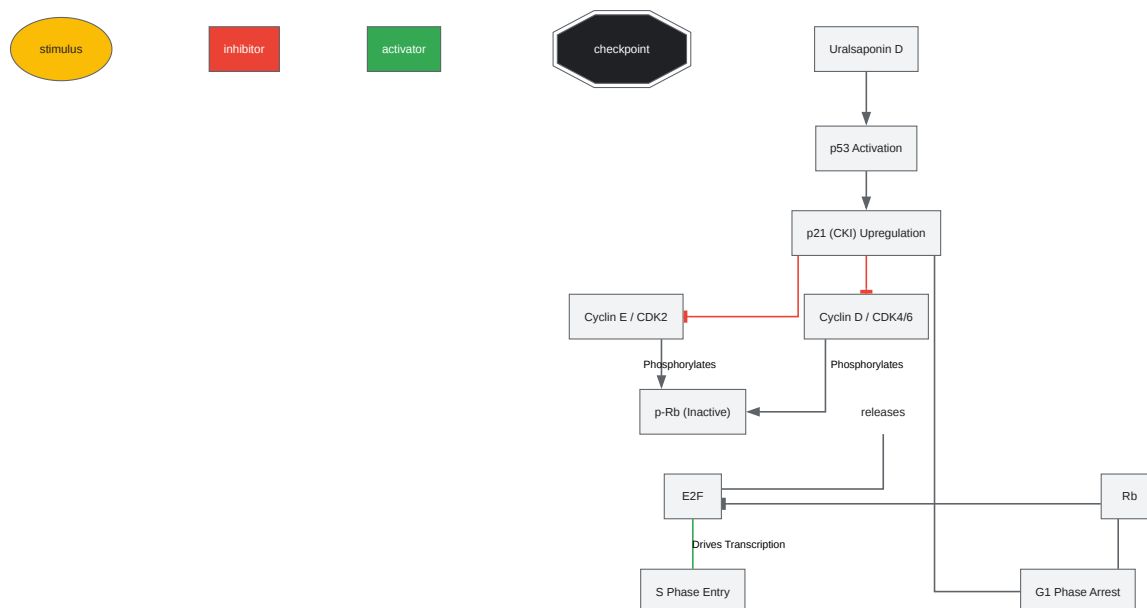 stimulus
inhibitor
activator
checkpoint
Uralsaponin D
p53 Activation
p21 (CKI) Upregulation
Cyclin E / CDK2
Cyclin D / CDK4/6
Phosphorylates
Phosphorylates
p-Rb (Inactive)
releases
E2F
Rb
Drives Transcription
S Phase Entry
G1 Phase Arrest